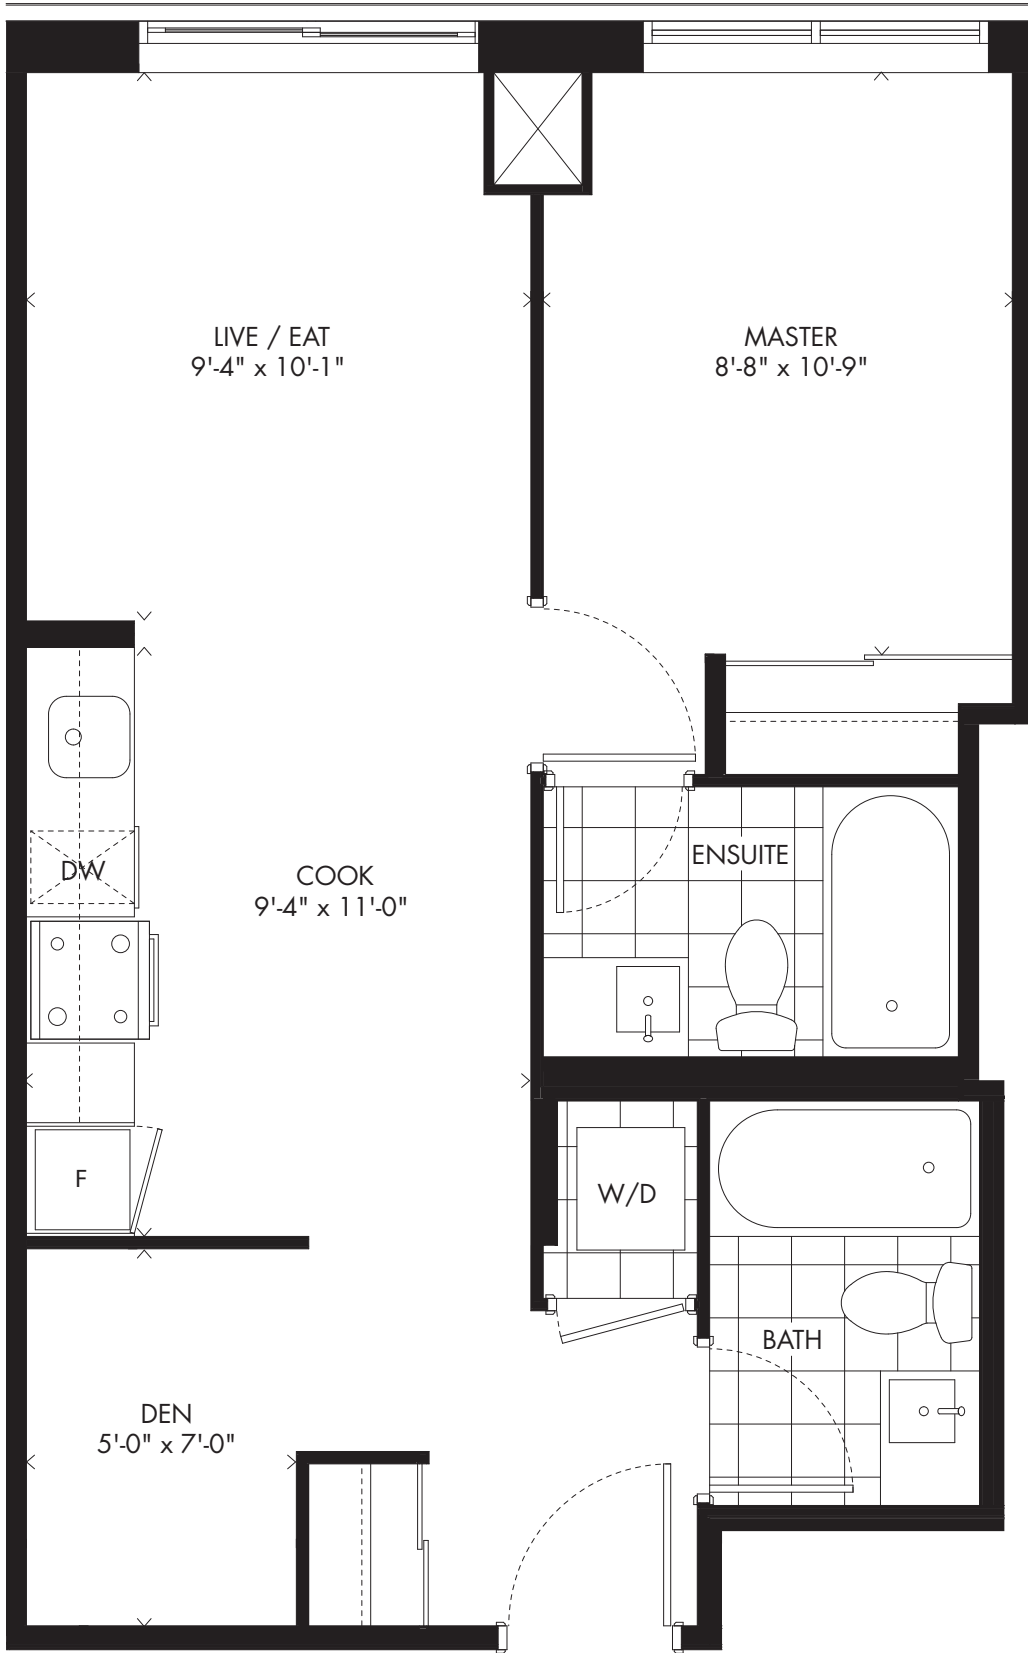 LIVE / EAT
9'-4" x 10'-1"
MASTER
8'-8" x 10'-9"
DW
COOK
9'-4" x 11'-0"
ENSUITE
F
W/D
BATH
DEN
5'-0" x 7'-0"